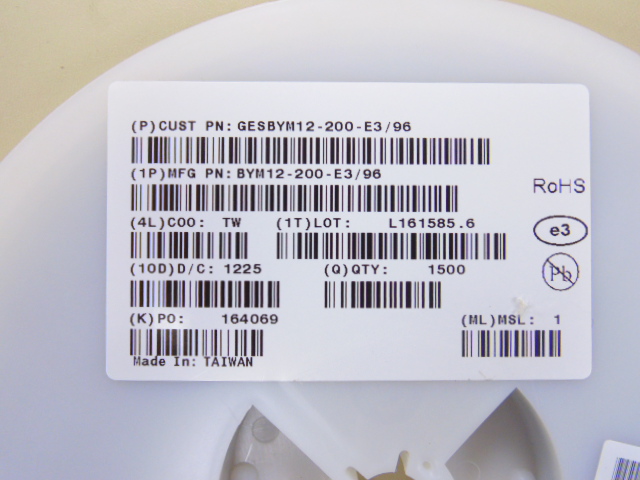 (P)CUST PN: GESBYM12-200-E3/96
(1P)MFG PN: BYM12-200-E3/96
RoHS
(4L)COO: TW (1T)LOT: L161585.6
e3
(10D)D/C: 1225 (Q)QTY: 1500
Pb
(K)PO: 164069 (ML)MSL: 1
Made In: TAIWAN